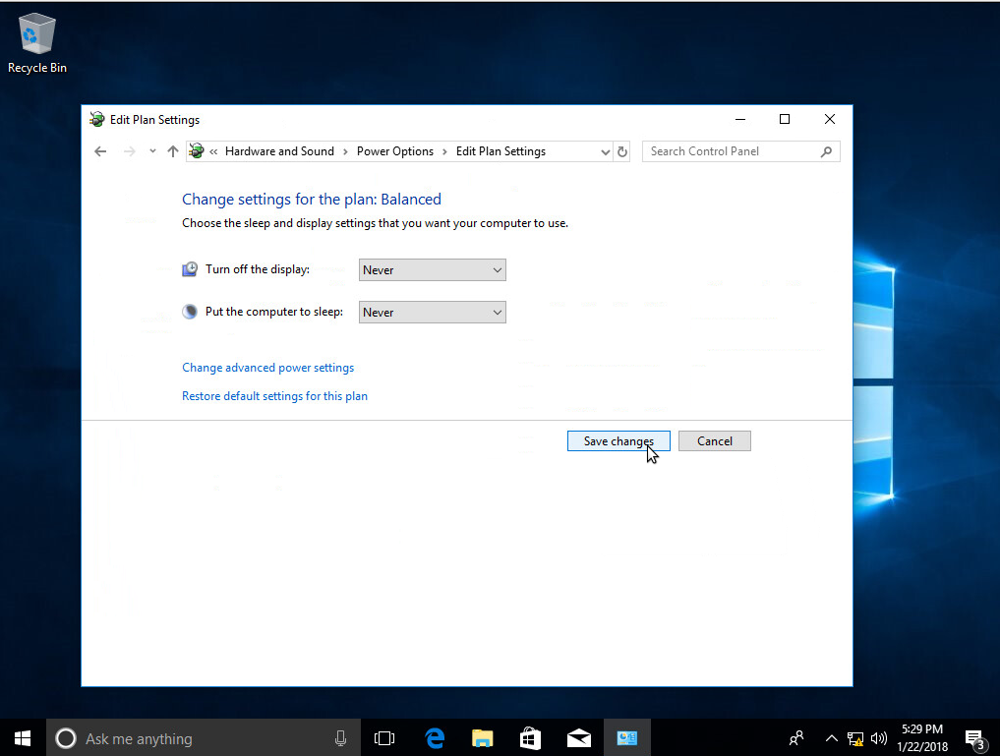 Recycle Bin
Edit Plan Settings
« Hardware and Sound › Power Options › Edit Plan Settings
Search Control Panel
Change settings for the plan: Balanced
Choose the sleep and display settings that you want your computer to use.
Turn off the display: Never
Put the computer to sleep: Never
Change advanced power settings
Restore default settings for this plan
Save changes Cancel
Ask me anything
5:29 PM
1/22/2018
3